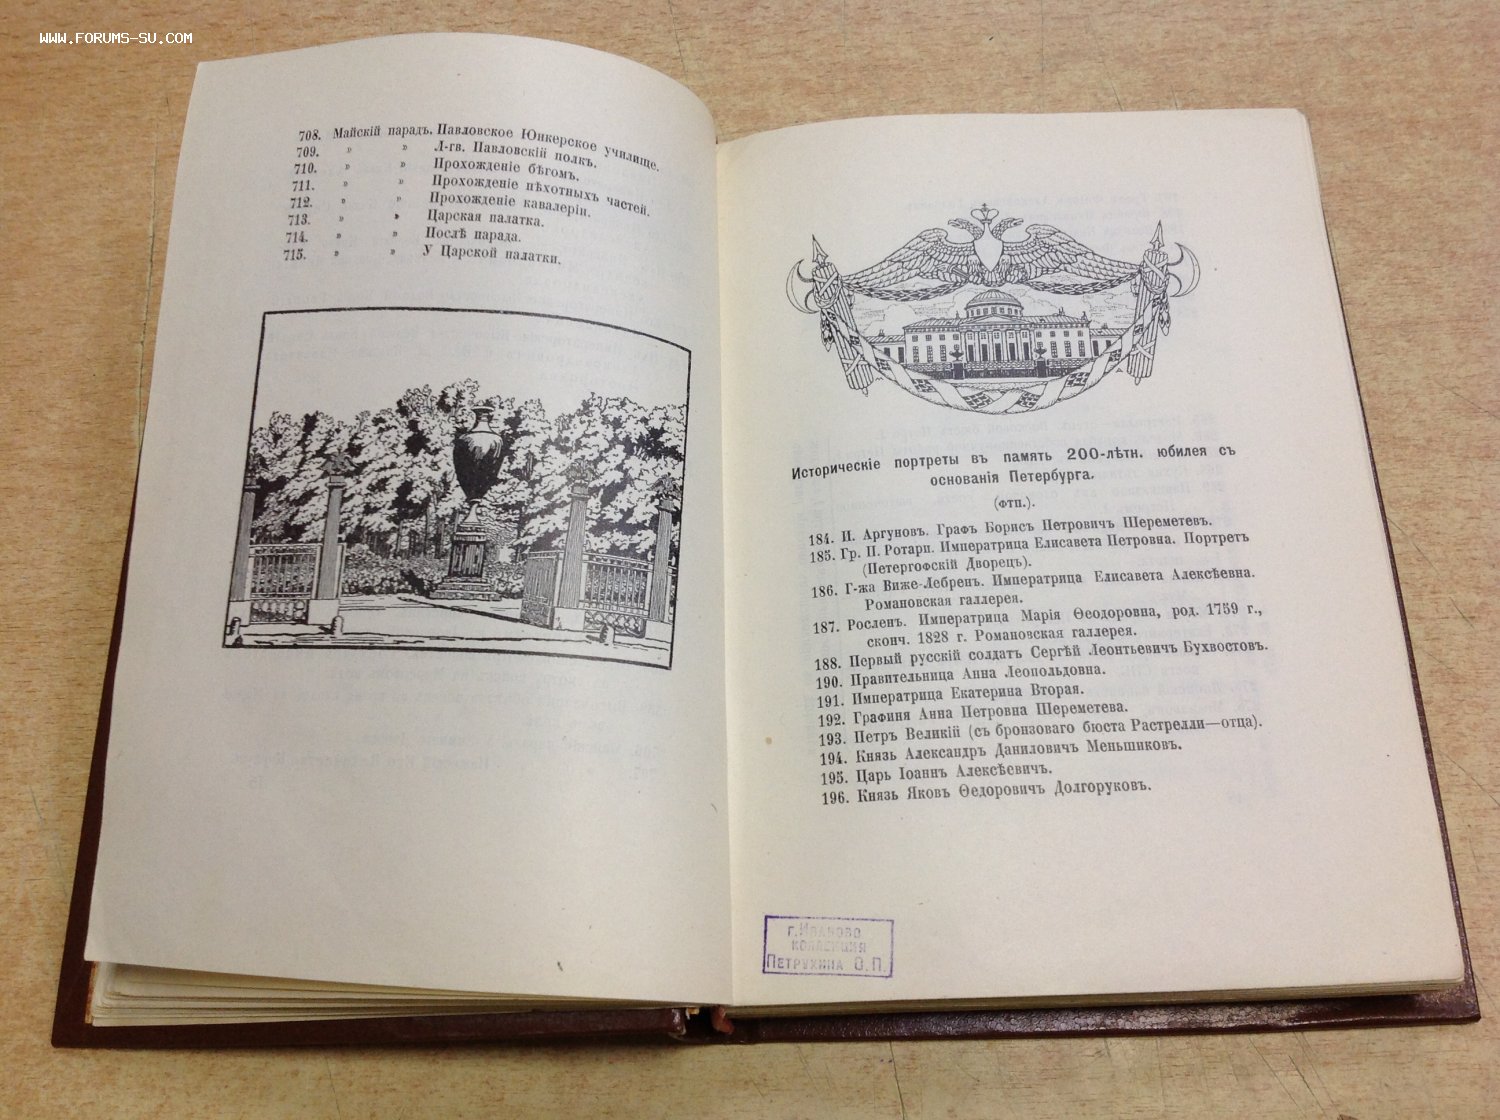 WWW.FORUMS-SU.COM
708. Майскій парадъ. Павловское Юнкерское училище.
709. » » Л-гв. Павловскій полкъ.
710. » » Прохожденіе бѣгомъ.
711. » » Прохожденіе пѣхотныхъ частей.
712. » » Прохожденіе кавалеріи.
713. » » Царская палатка.
714. » » Послѣ парада.
715. » » У Царской палатки.
Историческіе портреты въ память 200-лѣтн. юбилея съ
основанія Петербурга.
(фтп.).
184. И. Аргуновъ. Графъ Борисъ Петровичъ Шереметевъ.
185. Гр. П. Ротари. Императрица Елисавета Петровна. Портретъ
(Петергофскій Дворецъ).
186. Г-жа Виже-Лебренъ. Императрица Елисавета Алексѣевна.
Романовская галлерея.
187. Росленъ. Императрица Марія Ѳеодоровна, род. 1759 г.,
сконч. 1828 г. Романовская галлерея.
188. Первый русскій солдатъ Сергѣй Леонтьевичъ Бухвостовъ.
190. Правительница Анна Леопольдовна.
191. Императрица Екатерина Вторая.
192. Графиня Анна Петровна Шереметева.
193. Петръ Великій (съ бронзоваго бюста Растрелли—отца).
194. Князь Александръ Даниловичъ Меньшиковъ.
195. Царь Іоаннъ Алексѣевичъ.
196. Князь Яковъ Ѳедоровичъ Долгоруковъ.
г. Иваново
коллекция
Петрухина О.П.